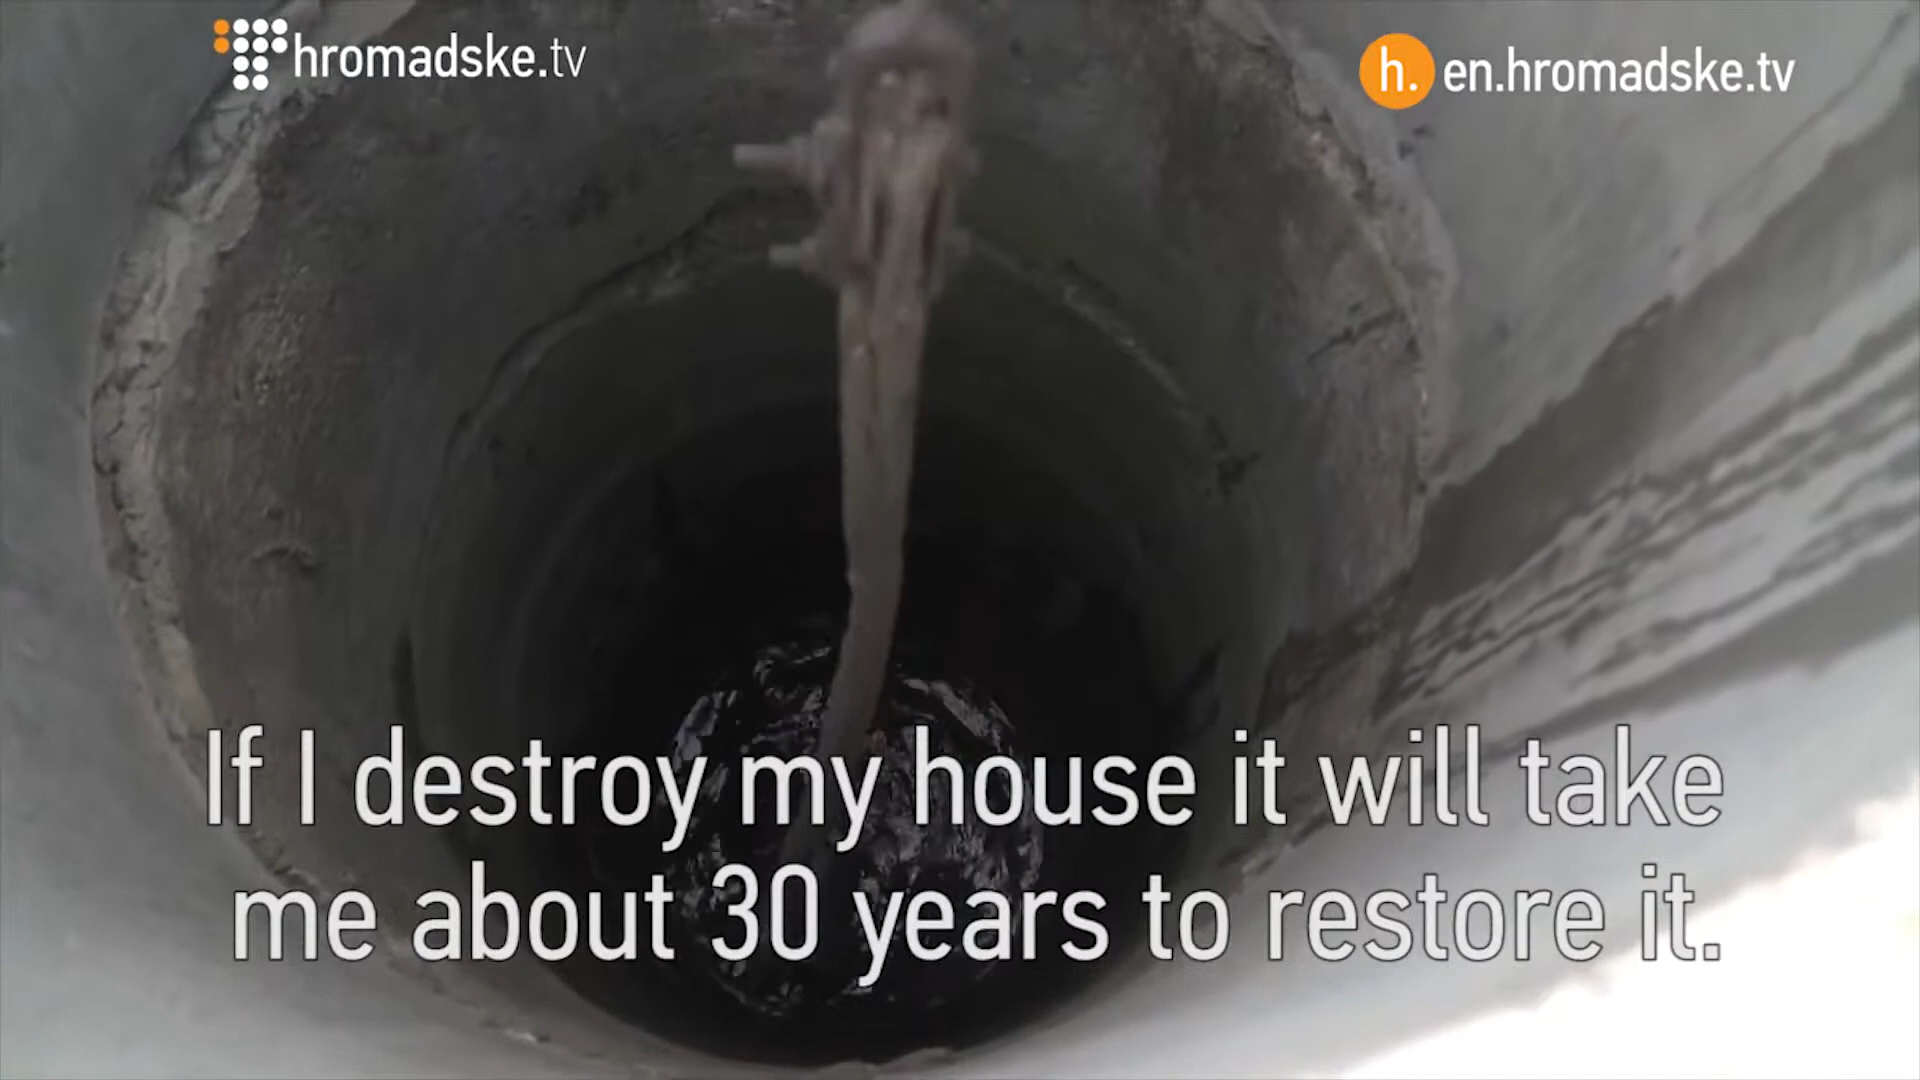 hromadske.tv
h. en.hromadske.tv
If I destroy my house it will take
me about 30 years to restore it.